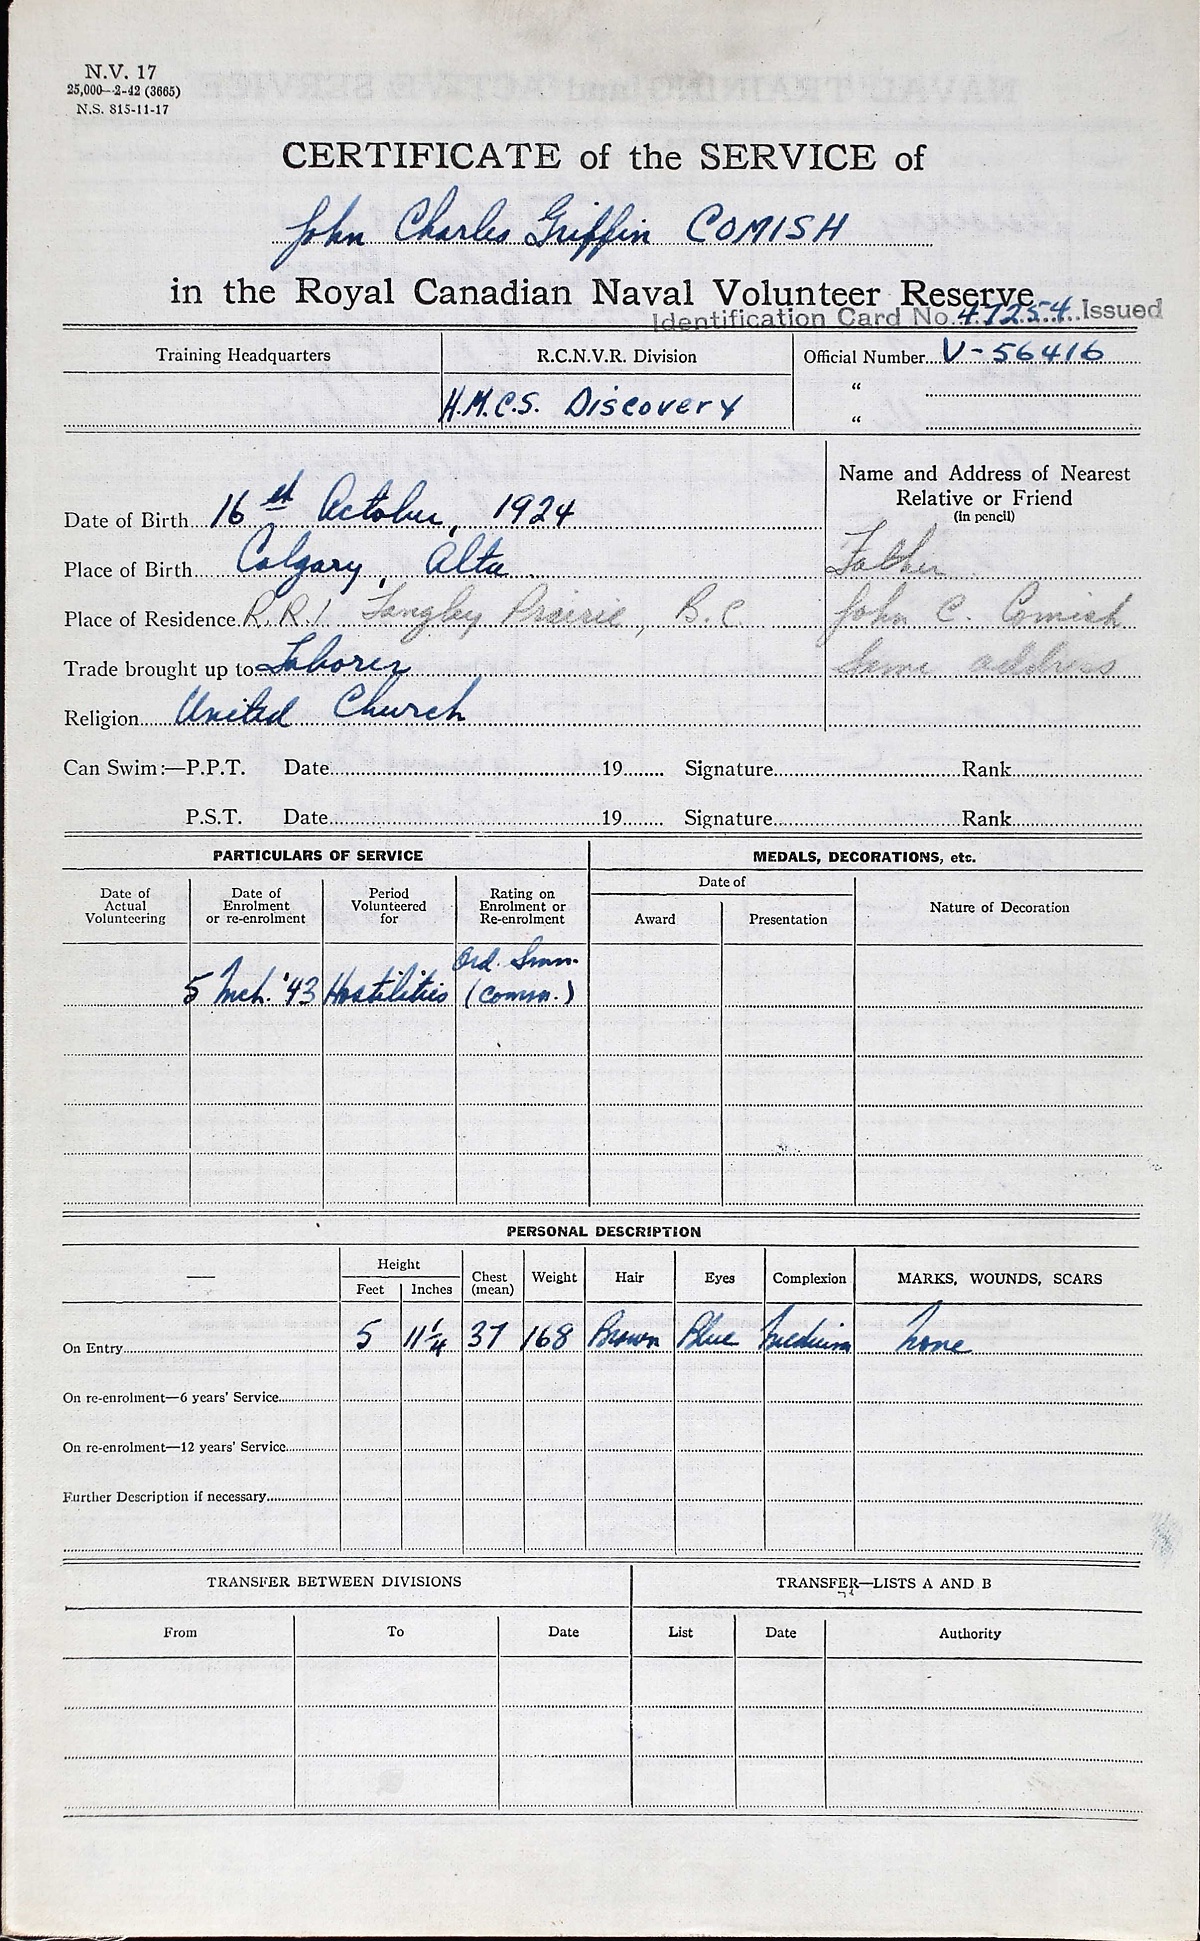 N.V. 17
25,000—2-42 (3665)
N.S. 815-11-17
CERTIFICATE of the SERVICE of
John Charles Griffin COMISH
in the Royal Canadian Naval Volunteer Reserve
Identification Card No. 47254 Issued
Training Headquarters
R.C.N.V.R. Division
H.M.C.S. Discovery
Official Number V-56416
"
"
Name and Address of Nearest
Relative or Friend
(in pencil)
Date of Birth 16 October, 1924
Place of Birth Calgary, Alta
Father
Place of Residence R.R.1 Langley Prairie, B.C.
John C. Comish
Trade brought up to Laborer
Same address
Religion United Church
Can Swim:—P.P.T. Date 19 Signature Rank
P.S.T. Date 19 Signature Rank
PARTICULARS OF SERVICE
MEDALS, DECORATIONS, etc.
Date of
Actual
Volunteering
Date of
Enrolment
or re-enrolment
Period
Volunteered
for
Rating on
Enrolment or
Re-enrolment
Date of
Award
Presentation
Nature of Decoration
5 Mch. '43 Hostilities Ord. Smn.
(Comm.)
PERSONAL DESCRIPTION
—
Height
Feet
Inches
Chest
(mean)
Weight
Hair
Eyes
Complexion
MARKS, WOUNDS, SCARS
On Entry 5 11¼ 37 168 Brown Blue Medium None
On re-enrolment—6 years' Service
On re-enrolment—12 years' Service
Further Description if necessary
TRANSFER BETWEEN DIVISIONS
TRANSFER—LISTS A AND B
From
To
Date
List
Date
Authority